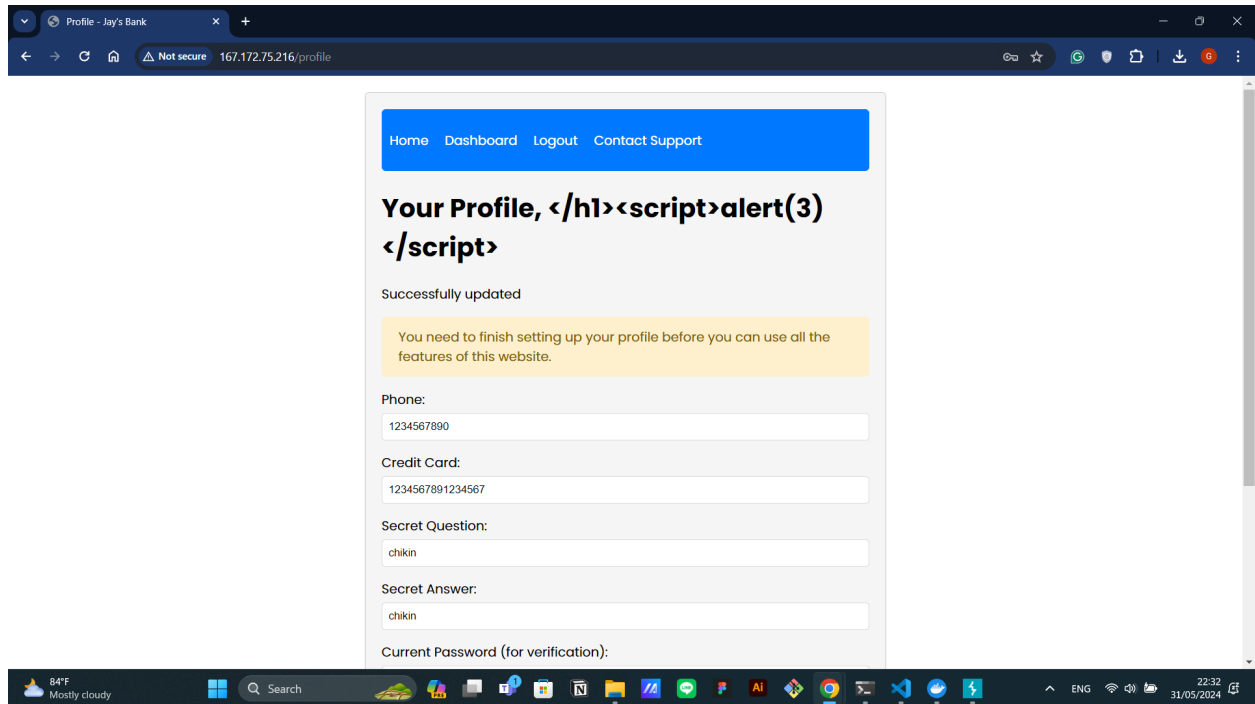 Profile - Jay's Bank
Not secure 167.172.75.216/profile
G
Home Dashboard Logout Contact Support
Your Profile, </h1><script>alert(3)
</script>
Successfully updated
You need to finish setting up your profile before you can use all the
features of this website.
Phone:
1234567890
Credit Card:
1234567891234567
Secret Question:
chikin
Secret Answer:
chikin
Current Password (for verification):
84°F
Mostly cloudy
Search
ENG
22:32
31/05/2024